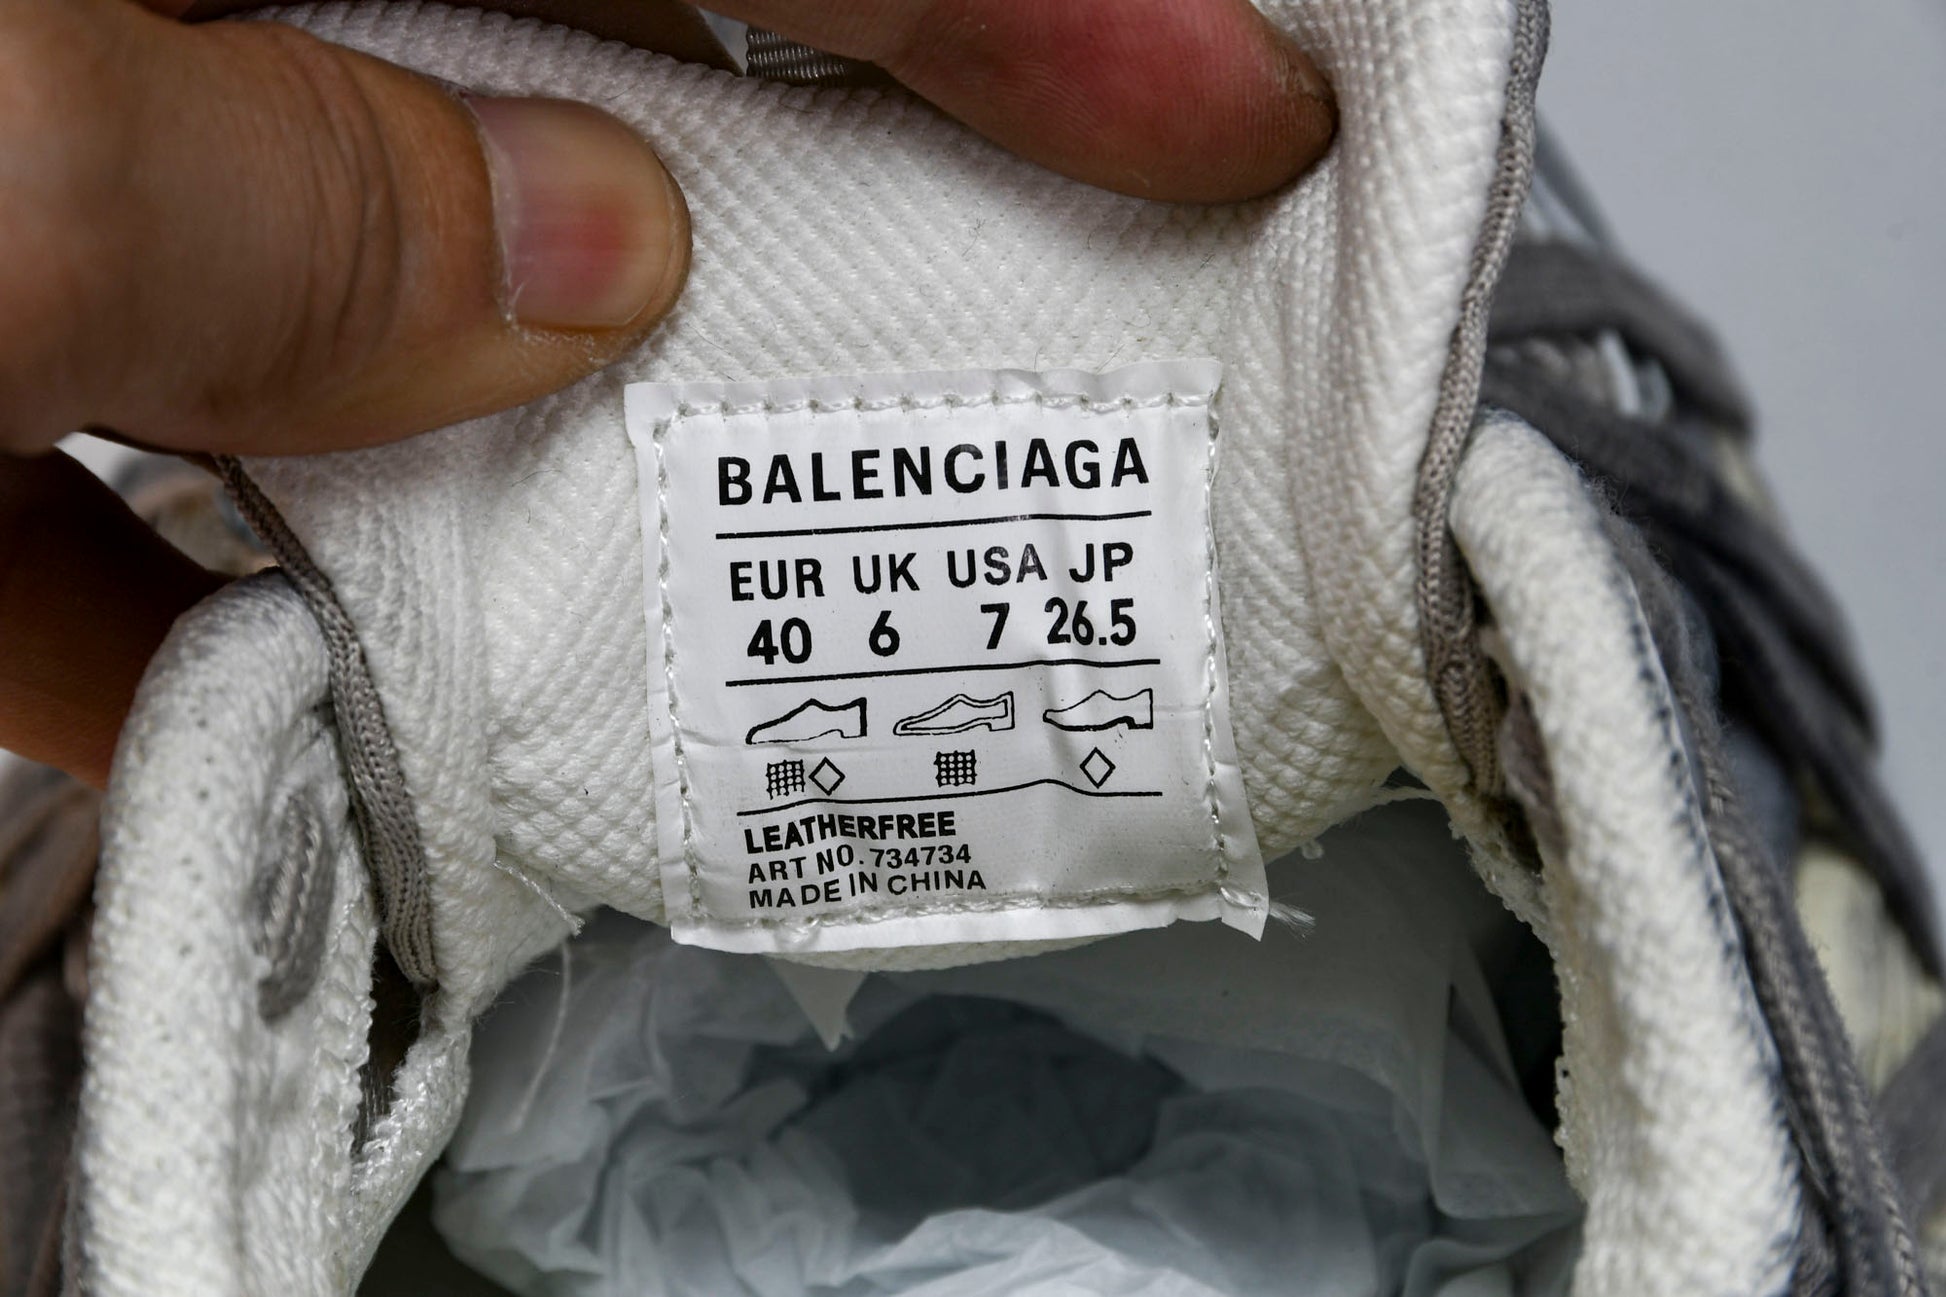 BALENCIAGA
EUR UK USA JP
40 6 7 26.5
LEATHERFREE
ART NO. 734734
MADE IN CHINA